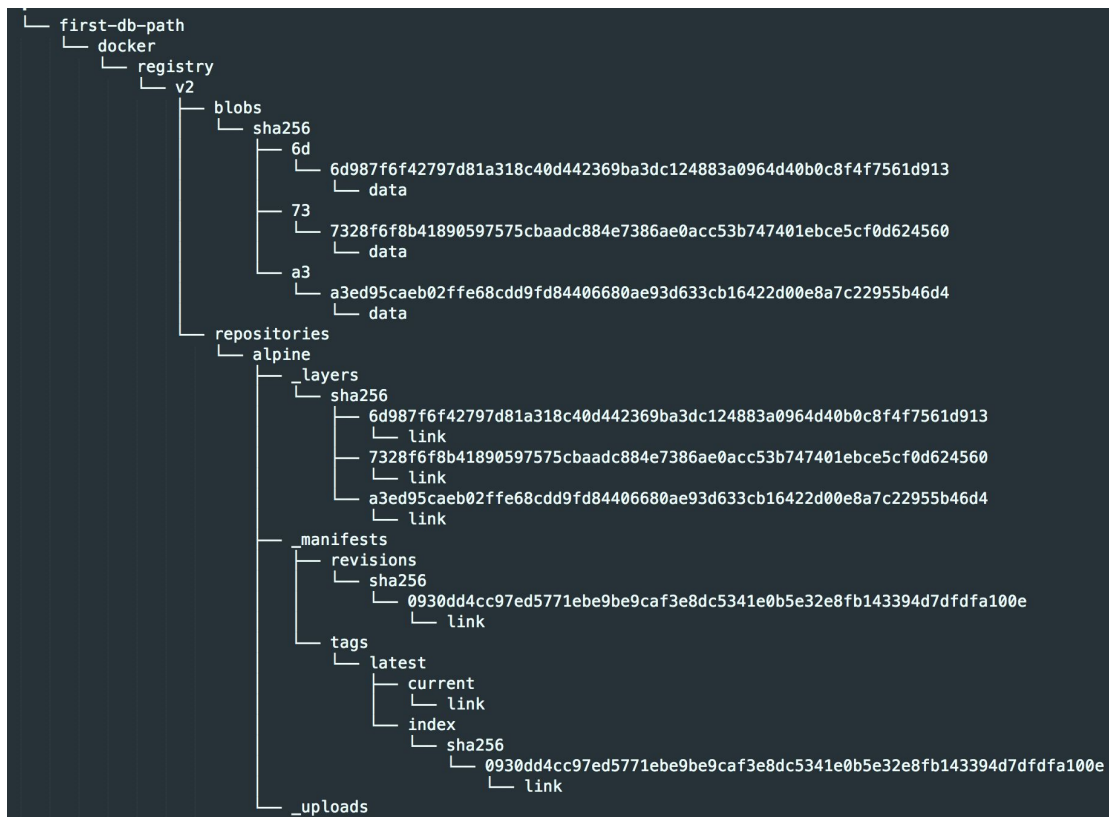 └── first-db-path
└── docker
└── registry
└── v2
├── blobs
│ └── sha256
│ ├── 6d
│ │ └── 6d987f6f42797d81a318c40d442369ba3dc124883a0964d40b0c8f4f7561d913
│ │ └── data
│ ├── 73
│ │ └── 7328f6f8b41890597575cbaadc884e7386ae0acc53b747401ebce5cf0d624560
│ │ └── data
│ └── a3
│ └── a3ed95caeb02ffe68cdd9fd84406680ae93d633cb16422d00e8a7c22955b46d4
│ └── data
└── repositories
└── alpine
├── _layers
│ └── sha256
│ ├── 6d987f6f42797d81a318c40d442369ba3dc124883a0964d40b0c8f4f7561d913
│ │ └── link
│ ├── 7328f6f8b41890597575cbaadc884e7386ae0acc53b747401ebce5cf0d624560
│ │ └── link
│ └── a3ed95caeb02ffe68cdd9fd84406680ae93d633cb16422d00e8a7c22955b46d4
│ └── link
├── _manifests
│ ├── revisions
│ │ └── sha256
│ │ └── 0930dd4cc97ed5771ebe9be9caf3e8dc5341e0b5e32e8fb143394d7dfdfa100e
│ │ └── link
│ └── tags
│ └── latest
│ ├── current
│ │ └── link
│ └── index
│ └── sha256
│ └── 0930dd4cc97ed5771ebe9be9caf3e8dc5341e0b5e32e8fb143394d7dfdfa100e
│ └── link
└── _uploads